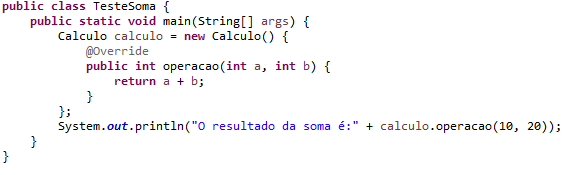 public class TesteSoma {
    public static void main(String[] args) {
        Calculo calculo = new Calculo() {
            @Override
            public int operacao(int a, int b) {
                return a + b;
            }
        };
        System.out.println("O resultado da soma é:" + calculo.operacao(10, 20));
    }
}